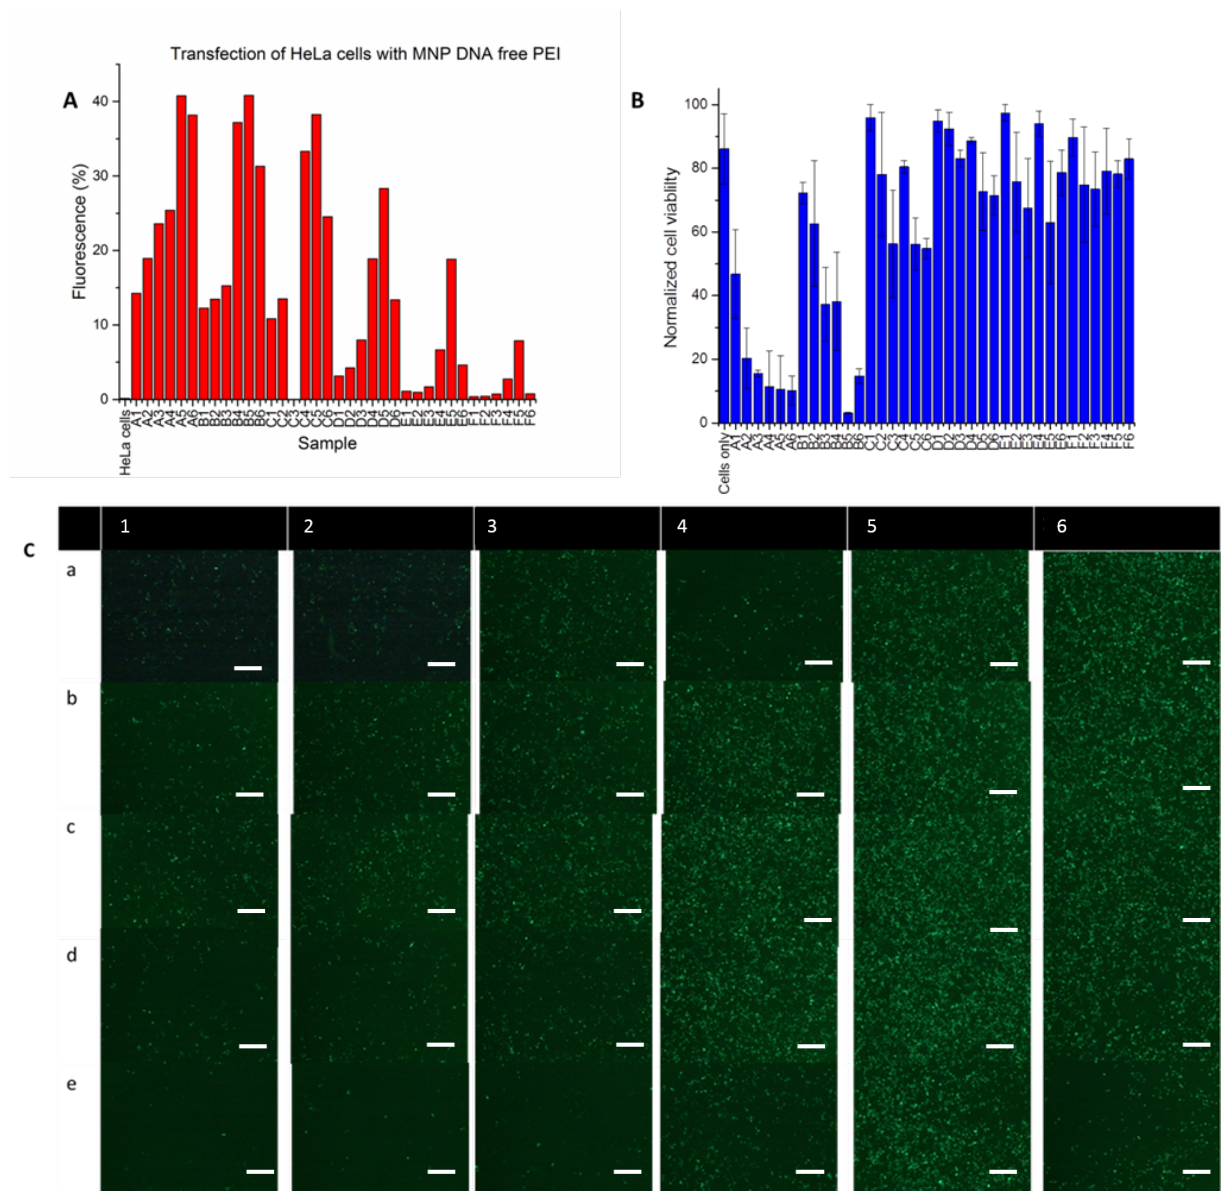 Transfection of HeLa cells with MNP DNA free PEI
A
Fluorescence (%)
40
30
20
10
0
HeLa cells
A1
A2
A3
A4
A5
A6
B1
B2
B3
B4
B5
B6
C1
C2
C3
C4
C5
C6
D1
D2
D3
D4
D5
D6
E1
E2
E3
E4
E5
E6
F1
F2
F3
F4
F5
F6
Sample
B
Normalized cell viablilty
100
80
60
40
20
0
Cells only
A1
A2
A3
A4
A5
A6
B1
B2
B3
B4
B5
B6
C1
C2
C3
C4
C5
C6
D1
D2
D3
D4
D5
D6
E1
E2
E3
E4
E5
E6
F1
F2
F3
F4
F5
F6
C
1 2 3 4 5 6
a
b
c
d
e